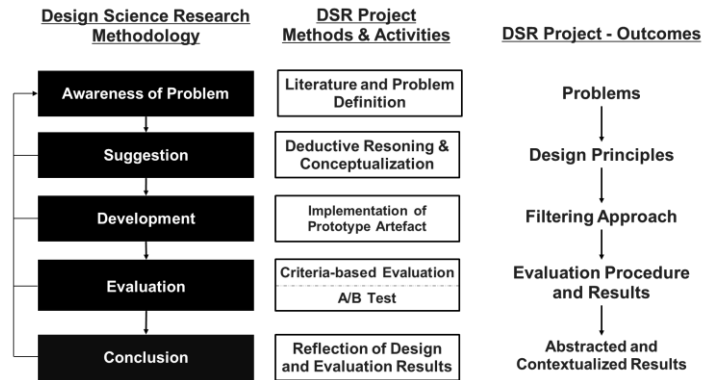 Design Science Research
Methodology
DSR Project
Methods & Activities
DSR Project - Outcomes
Awareness of Problem
Literature and Problem
Definition
Problems
Suggestion
Deductive Resoning &
Conceptualization
Design Principles
Development
Implementation of
Prototype Artefact
Filtering Approach
Evaluation
Criteria-based Evaluation
A/B Test
Evaluation Procedure
and Results
Conclusion
Reflection of Design
and Evaluation Results
Abstracted and
Contextualized Results